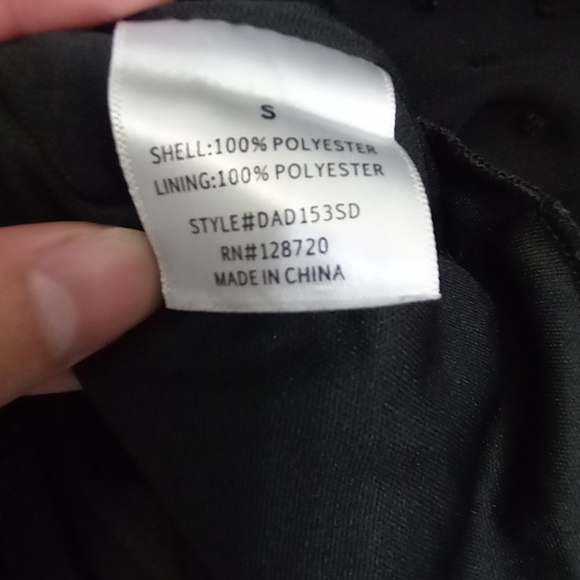 S
SHELL:100% POLYESTER
LINING:100% POLYESTER
STYLE#DAD153SD
RN#128720
MADE IN CHINA